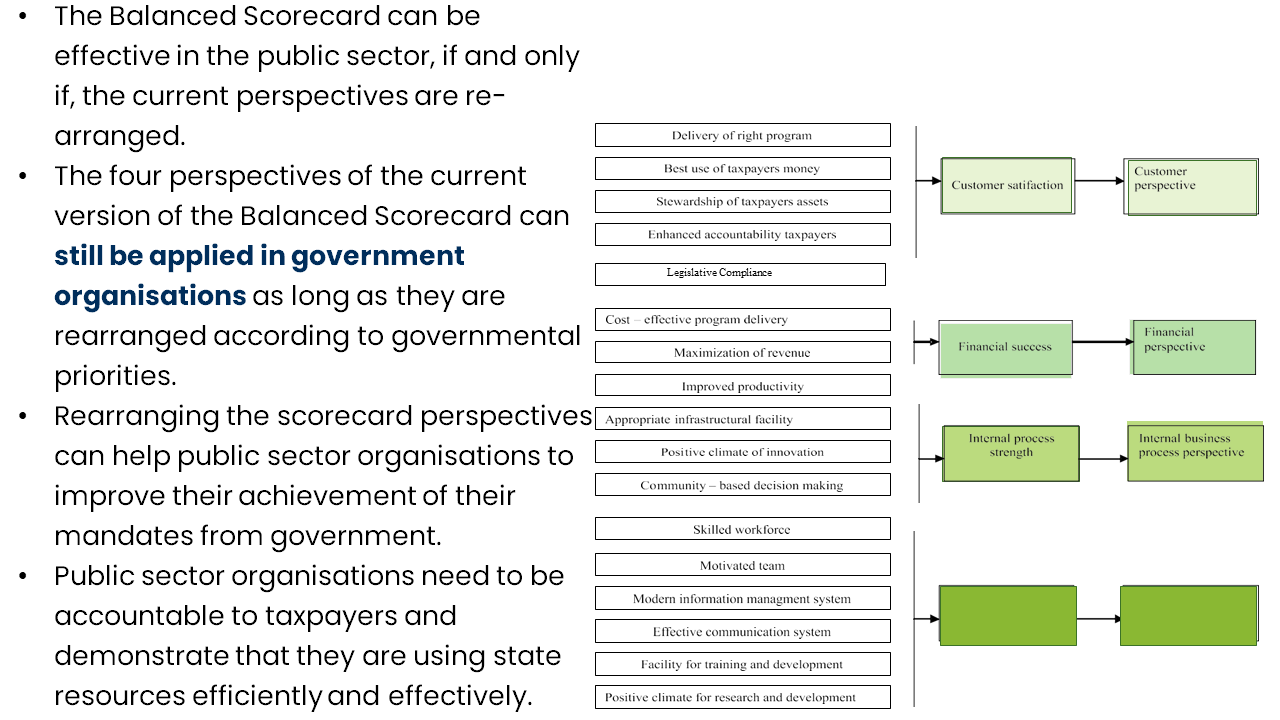 • The Balanced Scorecard can be
effective in the public sector, if and only
if, the current perspectives are re-
arranged.
• The four perspectives of the current
version of the Balanced Scorecard can
still be applied in government
organisations as long as they are
rearranged according to governmental
priorities.
• Rearranging the scorecard perspectives
can help public sector organisations to
improve their achievement of their
mandates from government.
• Public sector organisations need to be
accountable to taxpayers and
demonstrate that they are using state
resources efficiently and effectively.
Delivery of right program
Best use of taxpayers money
Stewardship of taxpayers assets
Enhanced accountability taxpayers
Legislative Compliance
Customer satifaction
Customer
perspective
Cost – effective program delivery
Maximization of revenue
Improved productivity
Financial success
Financial
perspective
Appropriate infrastructural facility
Positive climate of innovation
Community – based decision making
Internal process
strength
Internal business
process perspective
Skilled workforce
Motivated team
Modern information managment system
Effective communication system
Facility for training and development
Positive climate for research and development